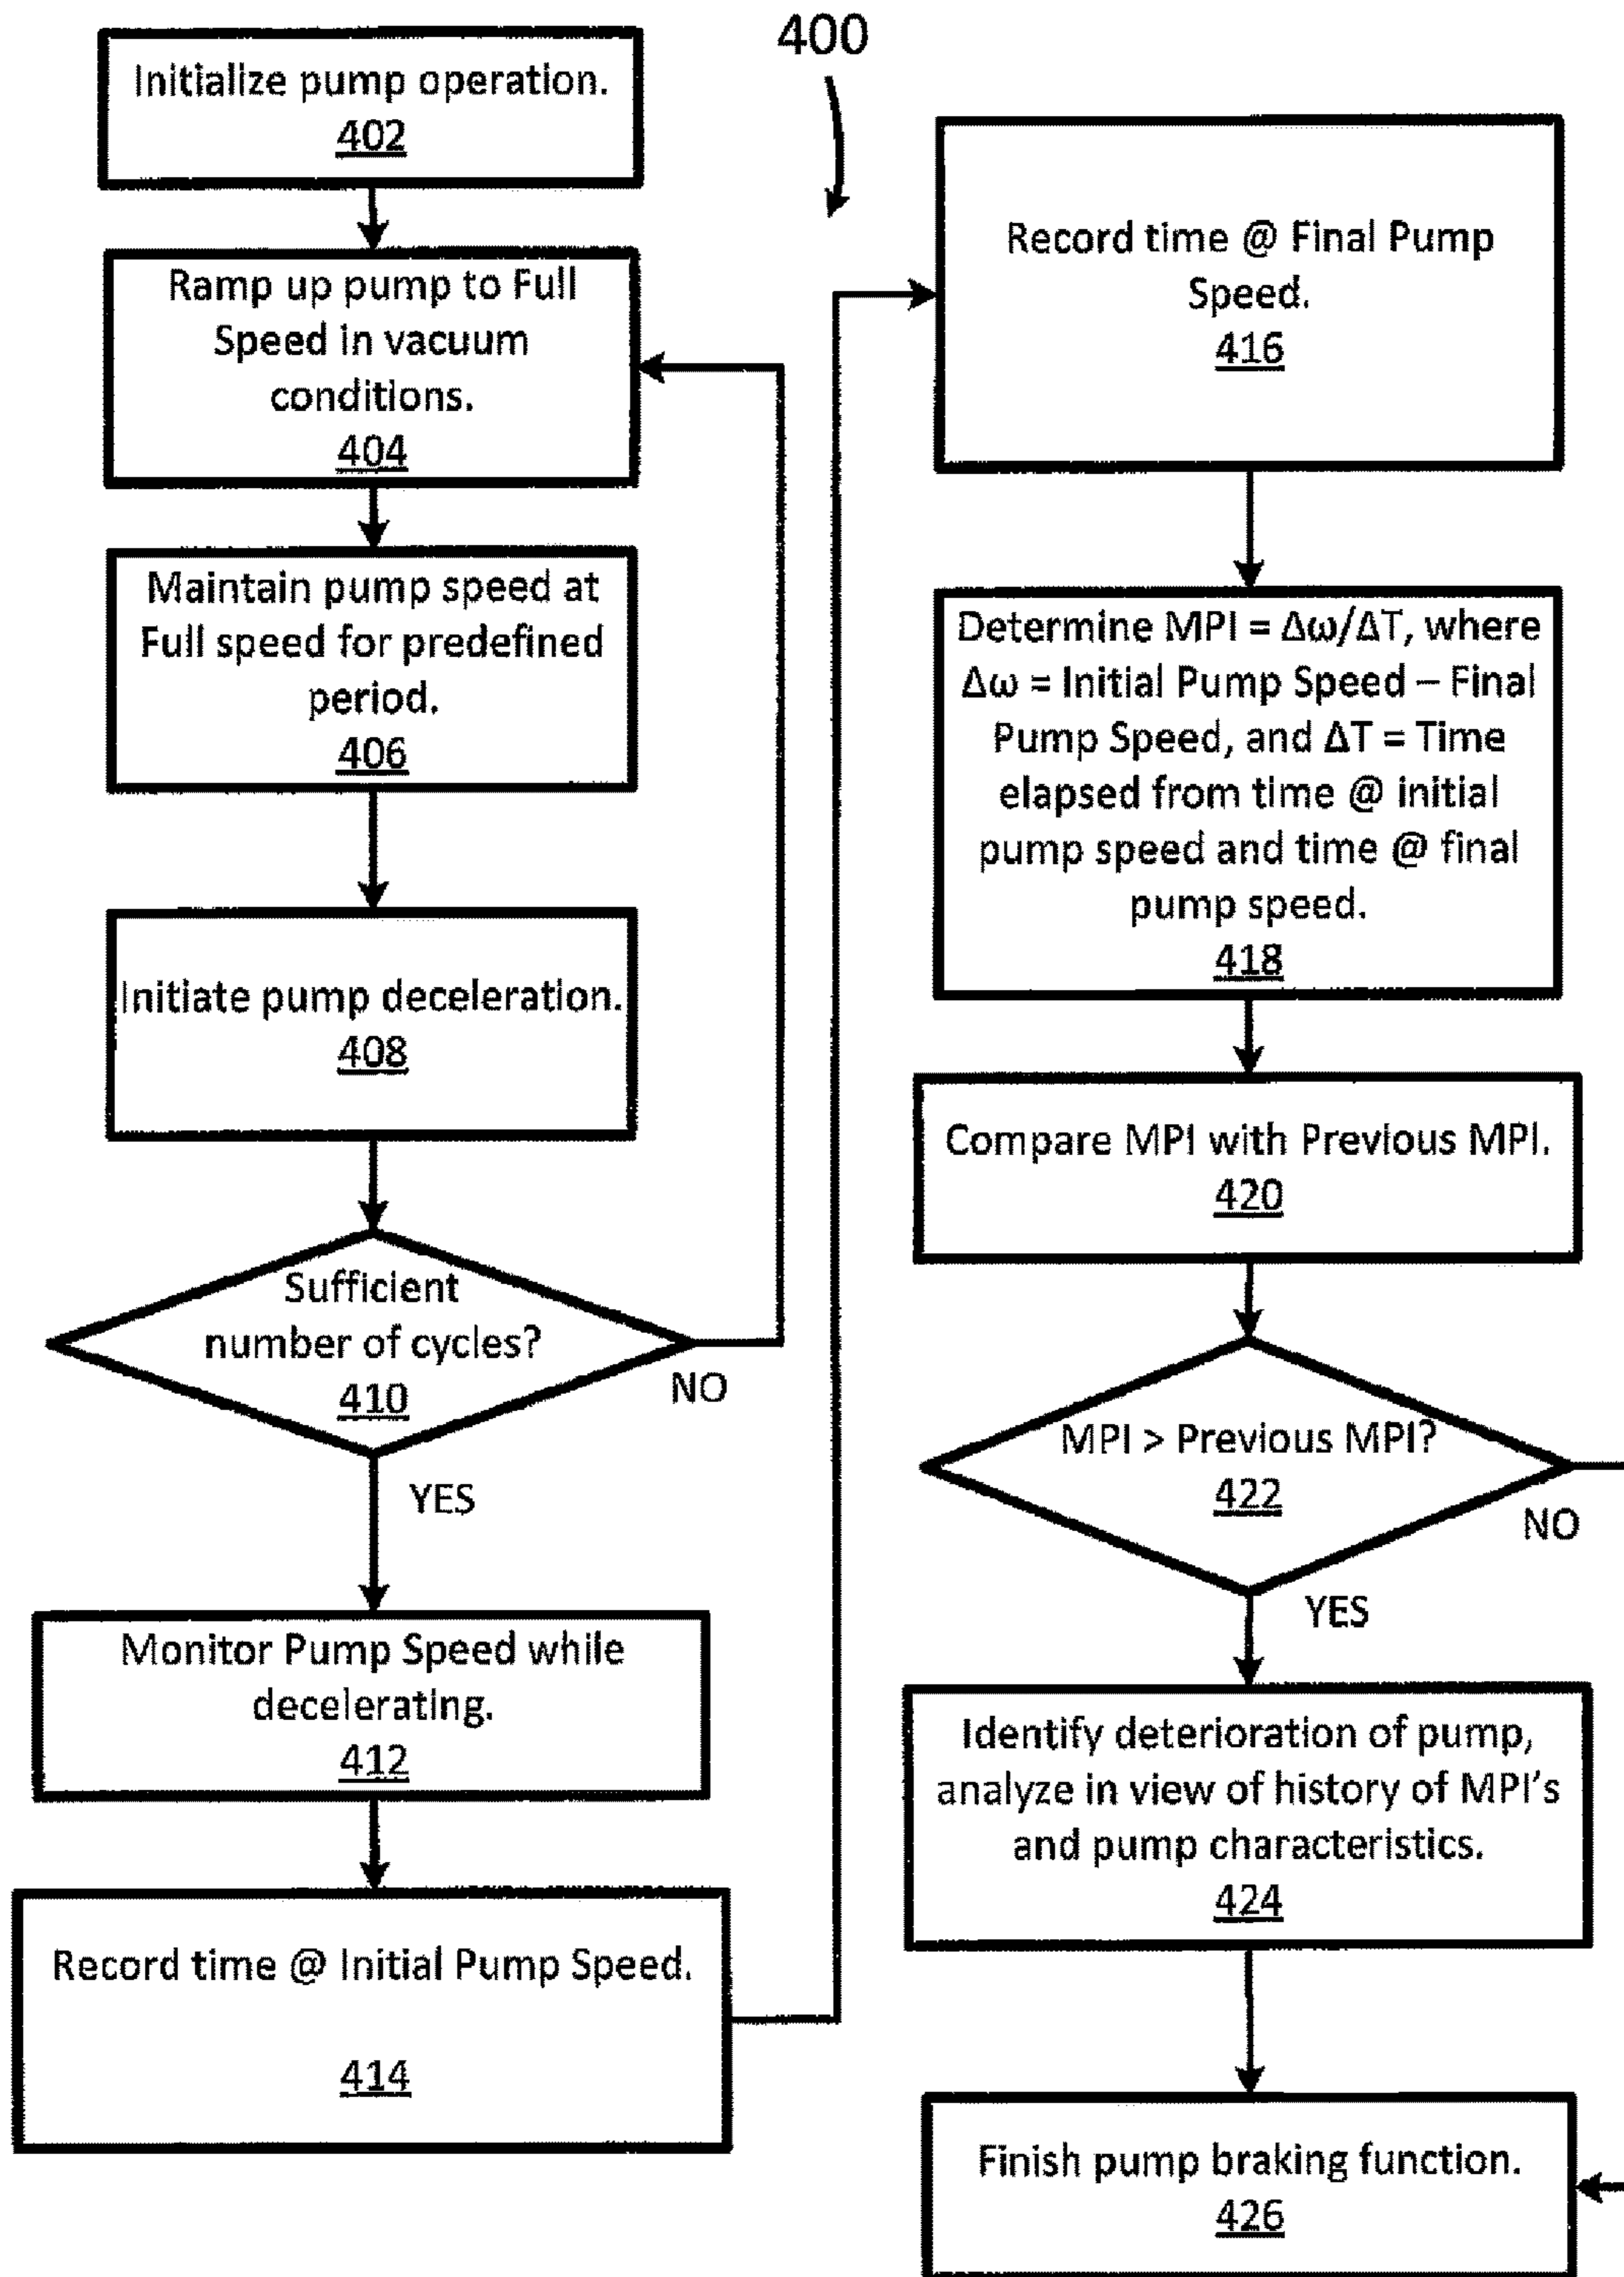 400
Initialize pump operation.
402
Ramp up pump to Full
Speed in vacuum
conditions.
404
Maintain pump speed at
Full speed for predefined
period.
406
Initiate pump deceleration.
408
Sufficient
number of cycles?
410
NO
YES
Monitor Pump Speed while
decelerating.
412
Record time @ Initial Pump Speed.
414
Record time @ Final Pump
Speed.
416
Determine MPI = Δω/ΔT, where
Δω = Initial Pump Speed – Final
Pump Speed, and ΔT = Time
elapsed from time @ initial
pump speed and time @ final
pump speed.
418
Compare MPI with Previous MPI.
420
MPI > Previous MPI?
422
NO
YES
Identify deterioration of pump,
analyze in view of history of MPI's
and pump characteristics.
424
Finish pump braking function.
426